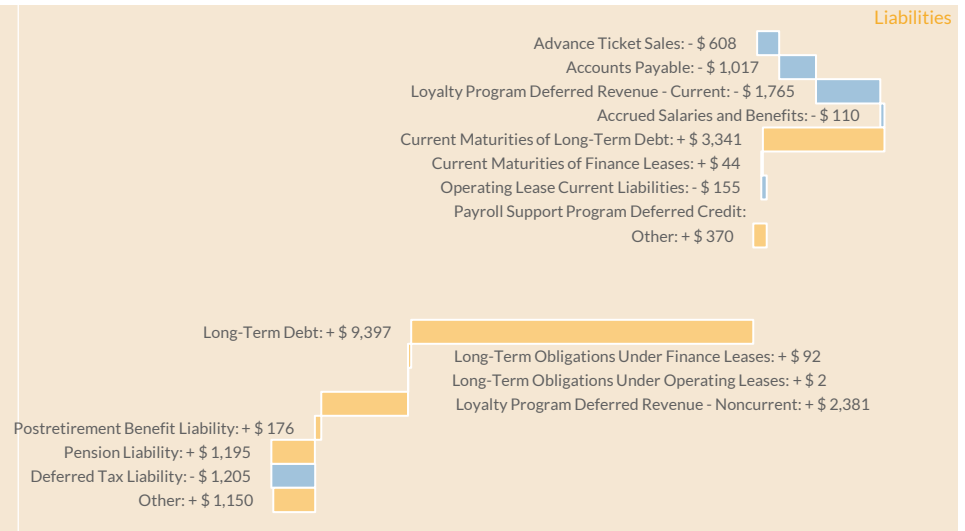 Liabilities
Advance Ticket Sales: - $ 608
Accounts Payable: - $ 1,017
Loyalty Program Deferred Revenue - Current: - $ 1,765
Accrued Salaries and Benefits: - $ 110
Current Maturities of Long-Term Debt: + $ 3,341
Current Maturities of Finance Leases: + $ 44
Operating Lease Current Liabilities: - $ 155
Payroll Support Program Deferred Credit:
Other: + $ 370
Long-Term Debt: + $ 9,397
Long-Term Obligations Under Finance Leases: + $ 92
Long-Term Obligations Under Operating Leases: + $ 2
Loyalty Program Deferred Revenue - Noncurrent: + $ 2,381
Postretirement Benefit Liability: + $ 176
Pension Liability: + $ 1,195
Deferred Tax Liability: - $ 1,205
Other: + $ 1,150